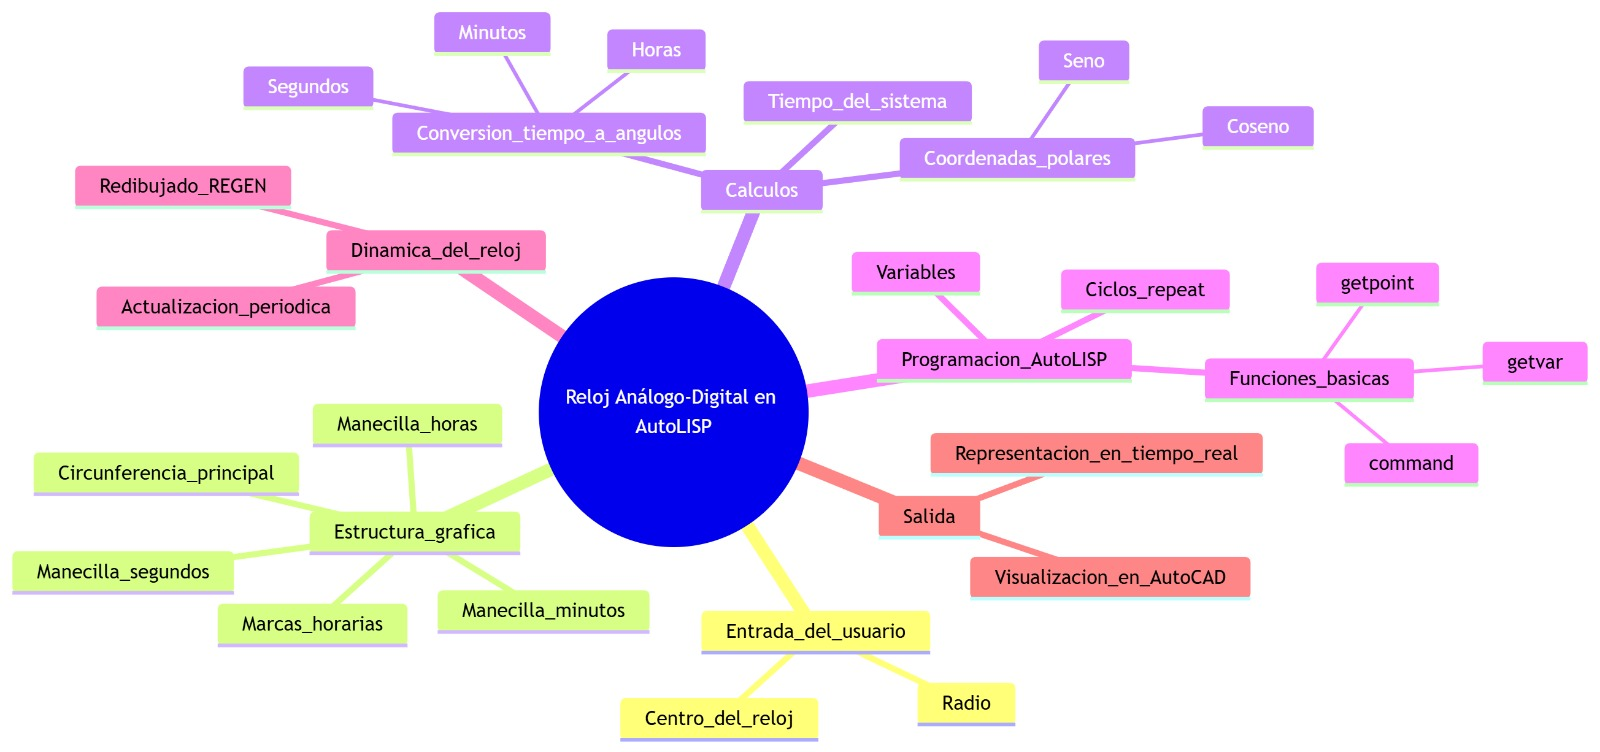 Minutos
Horas
Segundos
Conversion_tiempo_a_angulos
Tiempo_del_sistema
Seno
Coseno
Coordenadas_polares
Calculos
Redibujado_REGEN
Dinamica_del_reloj
Actualizacion_periodica
Variables
Ciclos_repeat
getpoint
Programacion_AutoLISP
Funciones_basicas
getvar
command
Reloj Análogo-Digital en
AutoLISP
Manecilla_horas
Circunferencia_principal
Estructura_grafica
Manecilla_segundos
Marcas_horarias
Manecilla_minutos
Representacion_en_tiempo_real
Salida
Visualizacion_en_AutoCAD
Entrada_del_usuario
Centro_del_reloj
Radio